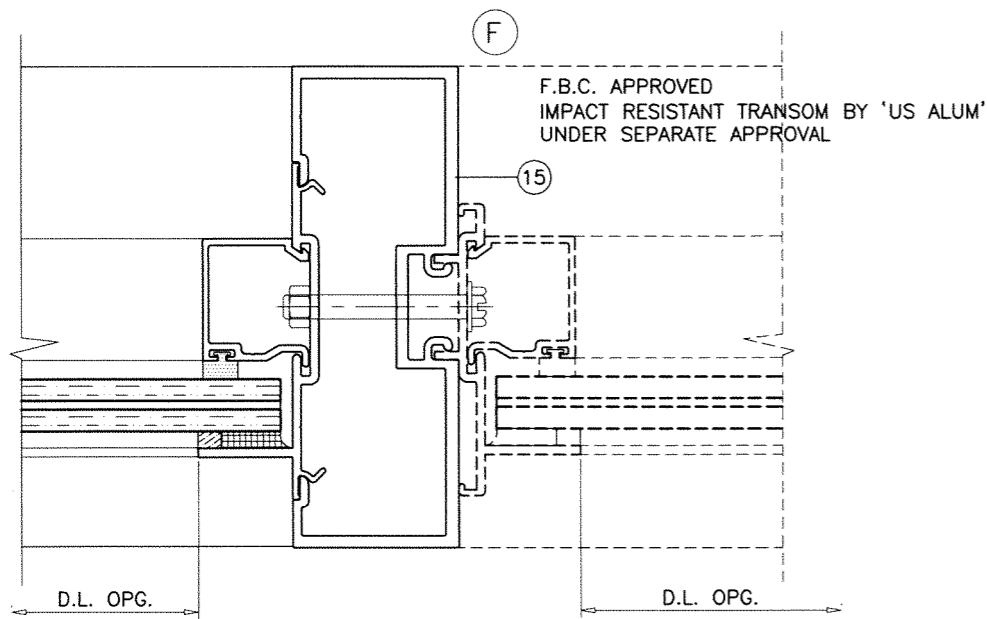 F
F.B.C. APPROVED
IMPACT RESISTANT TRANSOM BY 'US ALUM'
UNDER SEPARATE APPROVAL
15
D.L. OPG.
D.L. OPG.